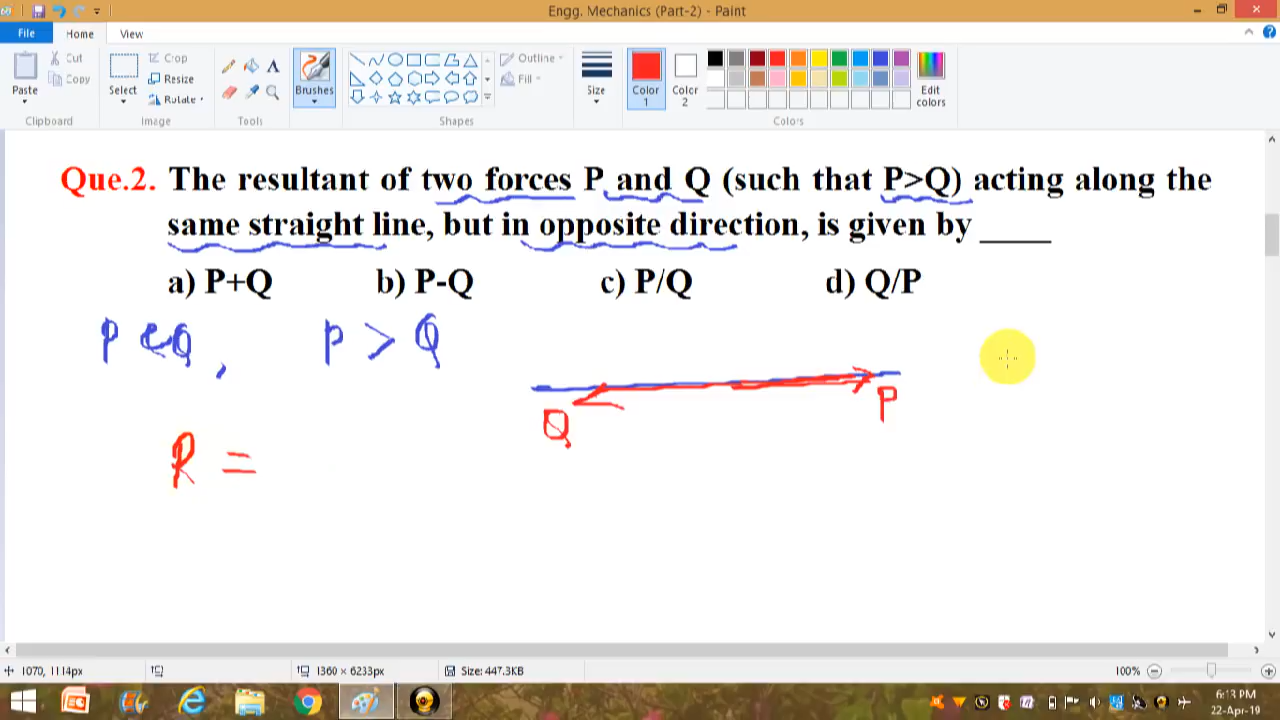 Engg. Mechanics (Part-2) - Paint
File Home View
Paste Cut Copy Clipboard
Select Crop Resize Rotate Image
Tools
Brushes
Outline Fill Shapes
Size
Color 1 Color 2 Edit colors Colors
Que.2. The resultant of two forces P and Q (such that P>Q) acting along the
same straight line, but in opposite direction, is given by _____
a) P+Q b) P-Q c) P/Q d) Q/P
P & Q, P > Q
Q P
R =
1070, 1114px 1360 × 6233px Size: 447.3KB 100%
6:13 PM
22-Apr-19